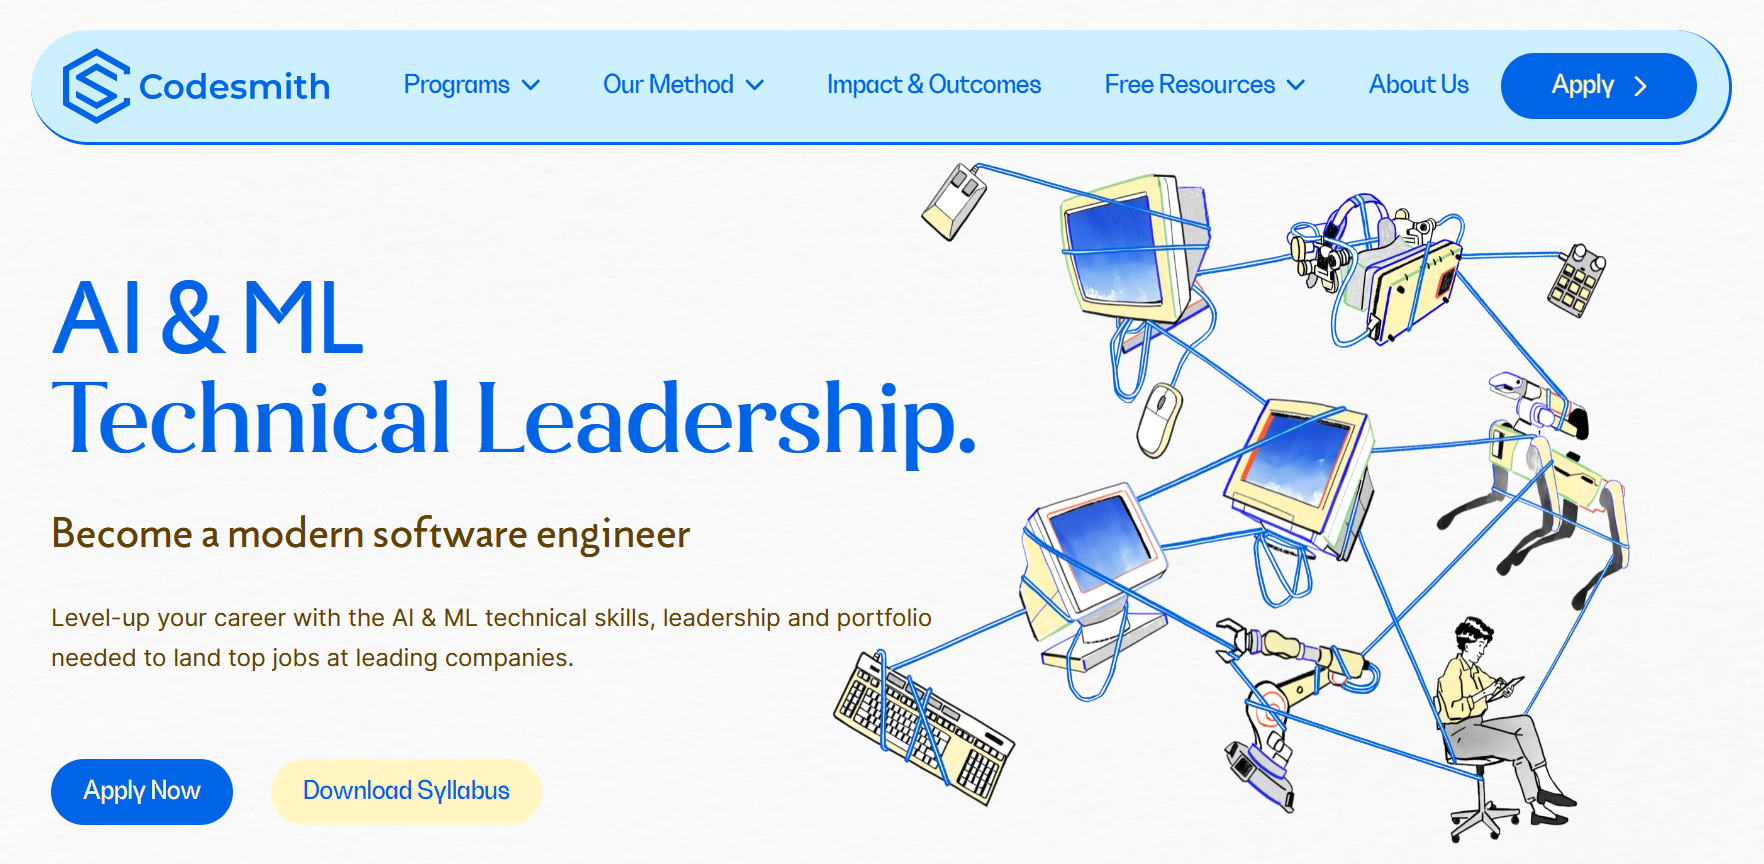 Codesmith
Programs
Our Method
Impact & Outcomes
Free Resources
About Us
Apply
AI & ML
Technical Leadership.
Become a modern software engineer
Level-up your career with the AI & ML technical skills, leadership and portfolio
needed to land top jobs at leading companies.
Apply Now
Download Syllabus